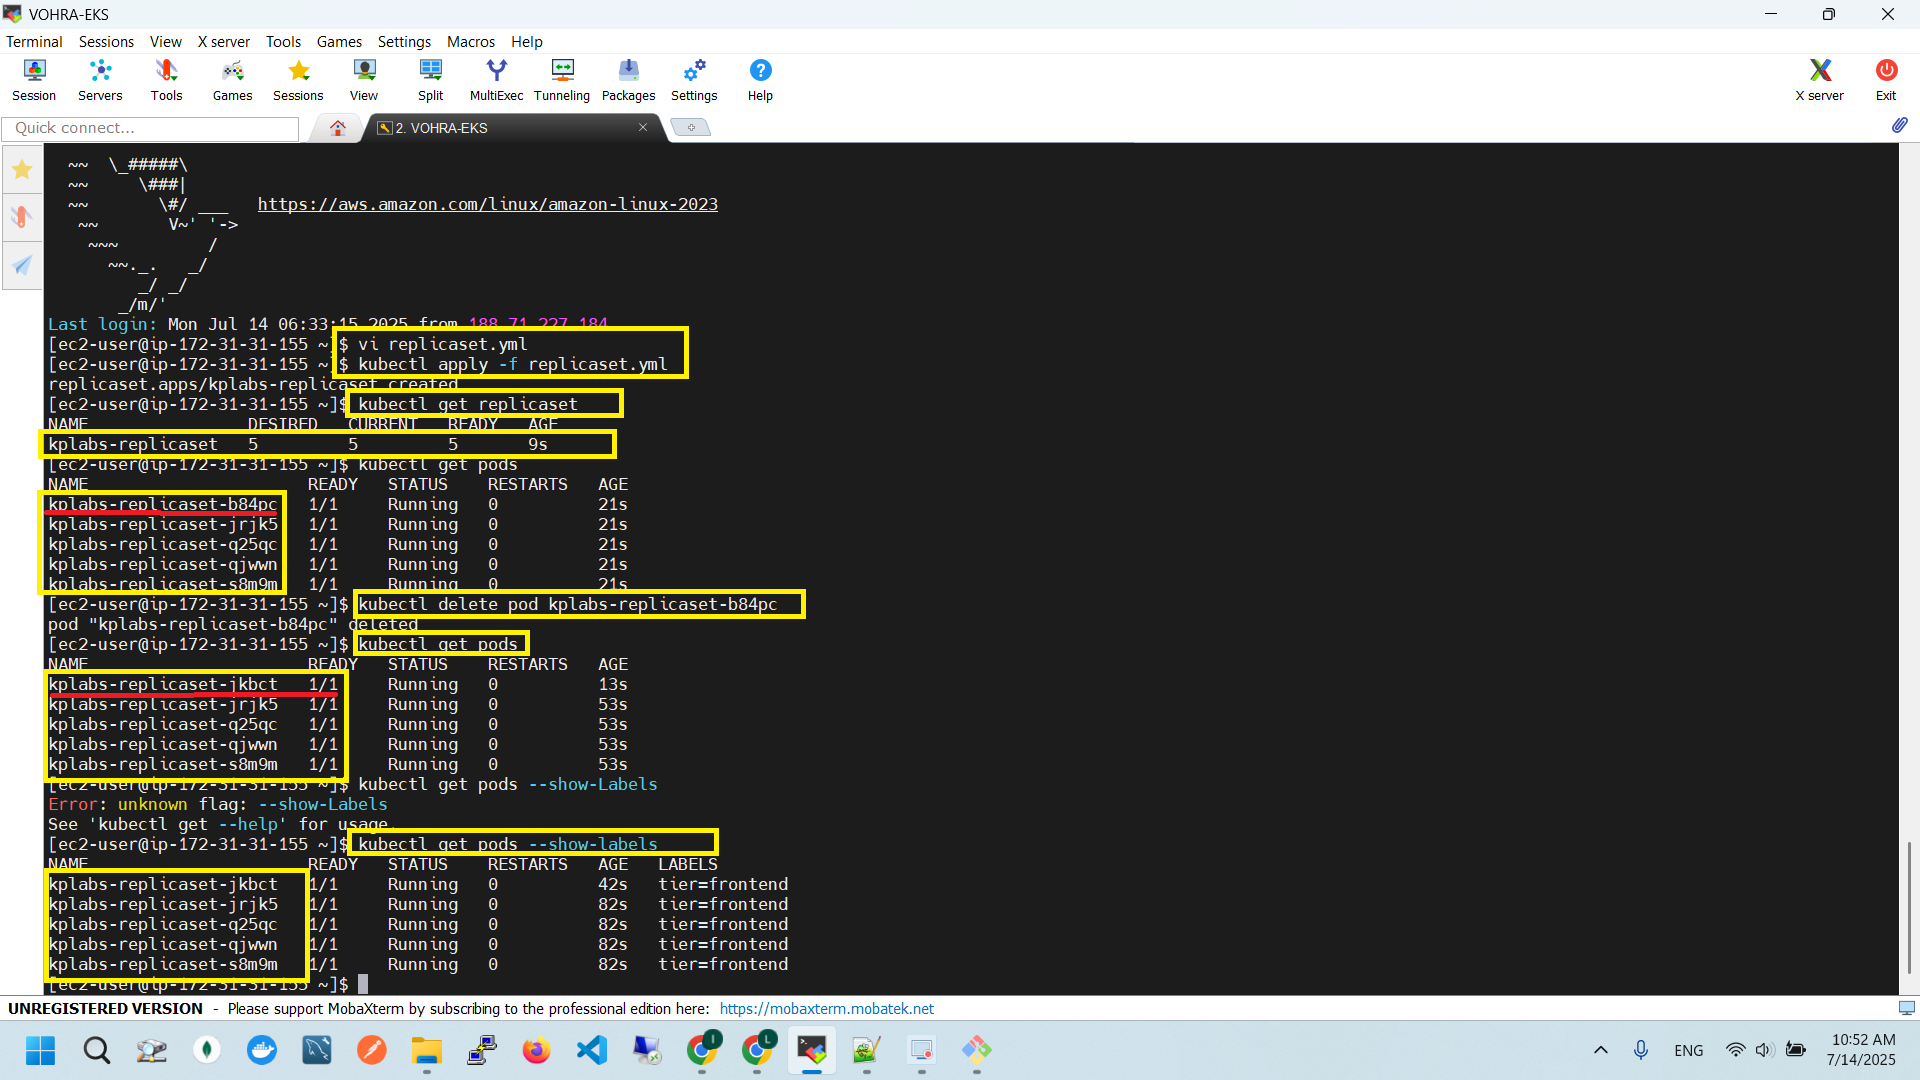 VOHRA-EKS
Terminal Sessions View X server Tools Games Settings Macros Help
Session Servers Tools Games Sessions View Split MultiExec Tunneling Packages Settings Help X server Exit
Quick connect... 2. VOHRA-EKS
~~  \_#####\
~~     \###|
~~       \#/ ___   https://aws.amazon.com/linux/amazon-linux-2023
~~       V~' '->
~~~         /
~~._.   _/
_/ _/
_/m/'
Last login: Mon Jul 14 06:33:15 2025 from 188.71.227.184
[ec2-user@ip-172-31-31-155 ~]$ vi replicaset.yml
[ec2-user@ip-172-31-31-155 ~]$ kubectl apply -f replicaset.yml
replicaset.apps/kplabs-replicaset created
[ec2-user@ip-172-31-31-155 ~]$ kubectl get replicaset
NAME                DESIRED   CURRENT   READY   AGE
kplabs-replicaset   5         5         5       9s
[ec2-user@ip-172-31-31-155 ~]$ kubectl get pods
NAME                      READY   STATUS    RESTARTS   AGE
kplabs-replicaset-b84pc   1/1     Running   0          21s
kplabs-replicaset-jrjk5   1/1     Running   0          21s
kplabs-replicaset-q25qc   1/1     Running   0          21s
kplabs-replicaset-qjwwn   1/1     Running   0          21s
kplabs-replicaset-s8m9m   1/1     Running   0          21s
[ec2-user@ip-172-31-31-155 ~]$ kubectl delete pod kplabs-replicaset-b84pc
pod "kplabs-replicaset-b84pc" deleted
[ec2-user@ip-172-31-31-155 ~]$ kubectl get pods
NAME                      READY   STATUS    RESTARTS   AGE
kplabs-replicaset-jkbct   1/1     Running   0          13s
kplabs-replicaset-jrjk5   1/1     Running   0          53s
kplabs-replicaset-q25qc   1/1     Running   0          53s
kplabs-replicaset-qjwwn   1/1     Running   0          53s
kplabs-replicaset-s8m9m   1/1     Running   0          53s
[ec2-user@ip-172-31-31-155 ~]$ kubectl get pods --show-Labels
Error: unknown flag: --show-Labels
See 'kubectl get --help' for usage.
[ec2-user@ip-172-31-31-155 ~]$ kubectl get pods --show-labels
NAME                      READY   STATUS    RESTARTS   AGE   LABELS
kplabs-replicaset-jkbct   1/1     Running   0          42s   tier=frontend
kplabs-replicaset-jrjk5   1/1     Running   0          82s   tier=frontend
kplabs-replicaset-q25qc   1/1     Running   0          82s   tier=frontend
kplabs-replicaset-qjwwn   1/1     Running   0          82s   tier=frontend
kplabs-replicaset-s8m9m   1/1     Running   0          82s   tier=frontend
[ec2-user@ip-172-31-31-155 ~]$
UNREGISTERED VERSION - Please support MobaXterm by subscribing to the professional edition here: https://mobaxterm.mobatek.net
I L ENG 10:52 AM
7/14/2025